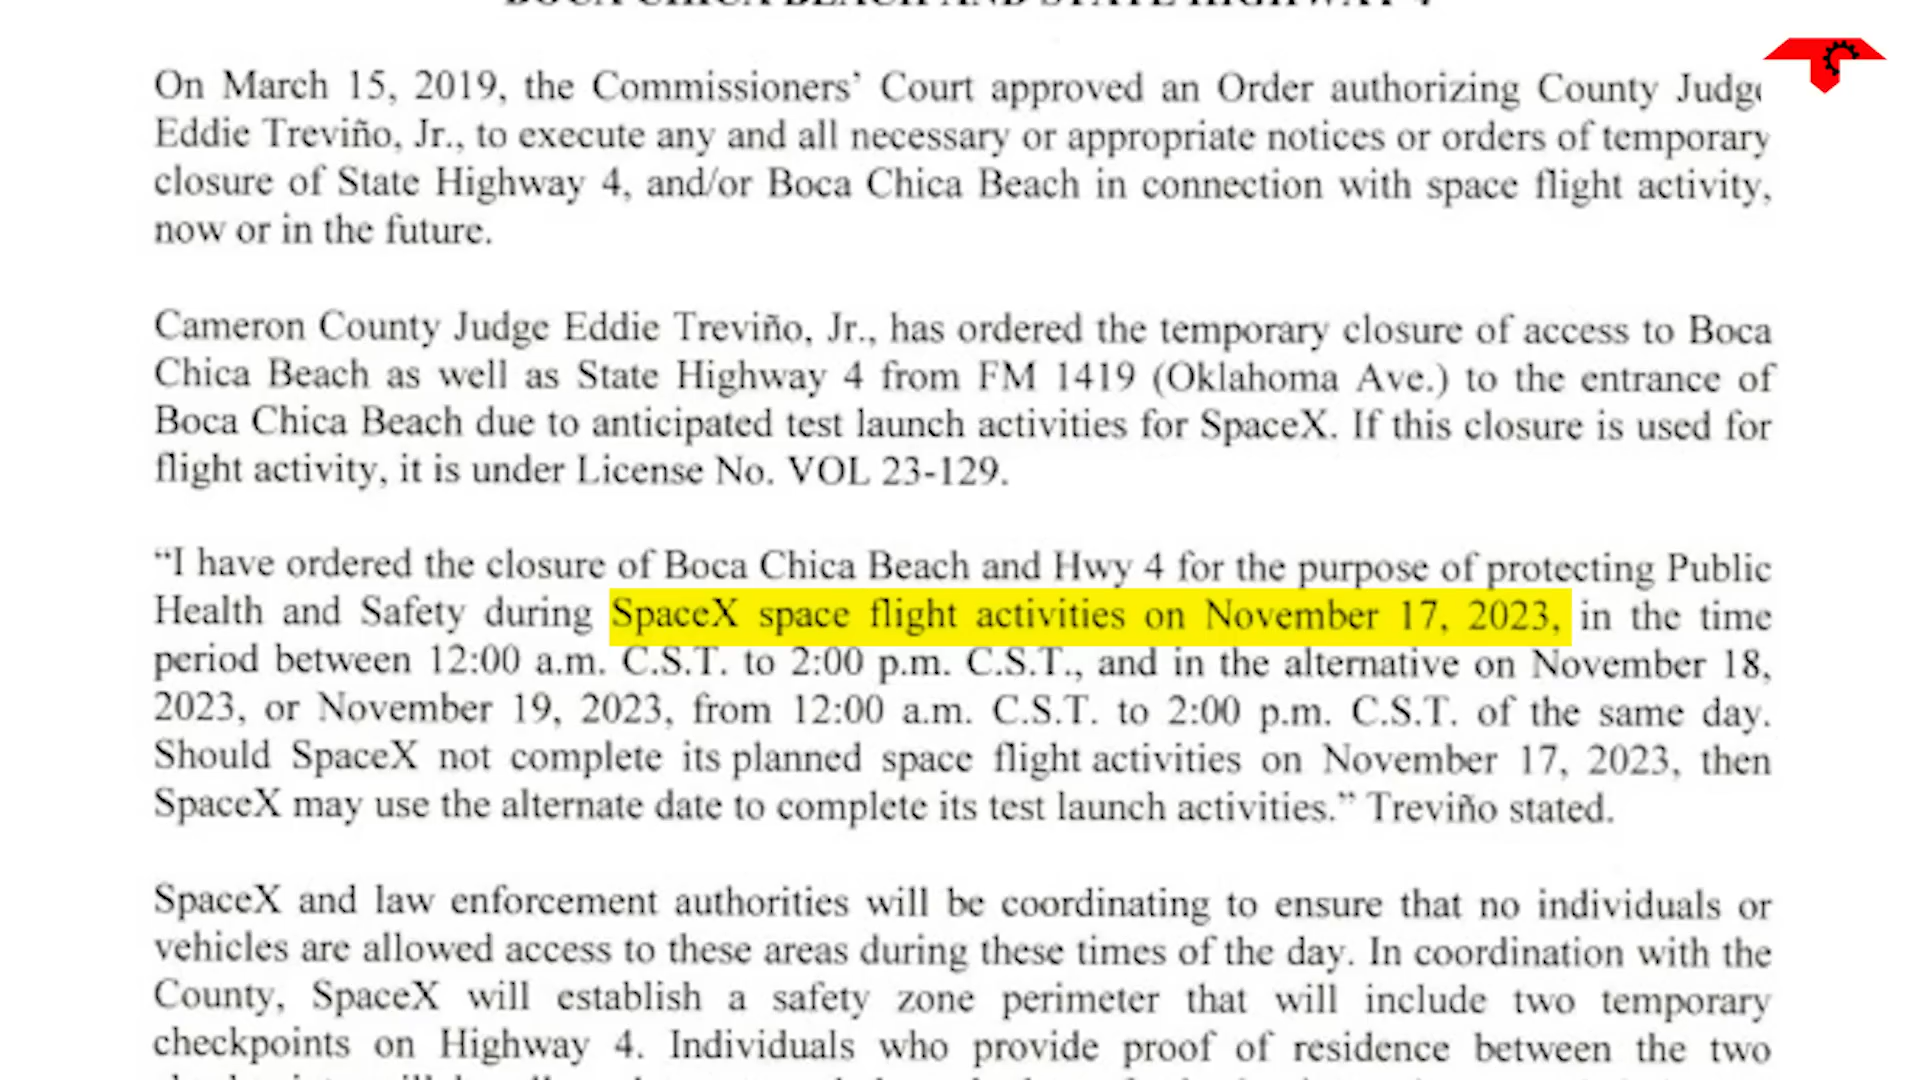 BOCA CHICA BEACH AND STATE HIGHWAY 4
On March 15, 2019, the Commissioners' Court approved an Order authorizing County Judge
Eddie Treviño, Jr., to execute any and all necessary or appropriate notices or orders of temporary
closure of State Highway 4, and/or Boca Chica Beach in connection with space flight activity,
now or in the future.
Cameron County Judge Eddie Treviño, Jr., has ordered the temporary closure of access to Boca
Chica Beach as well as State Highway 4 from FM 1419 (Oklahoma Ave.) to the entrance of
Boca Chica Beach due to anticipated test launch activities for SpaceX. If this closure is used for
flight activity, it is under License No. VOL 23-129.
“I have ordered the closure of Boca Chica Beach and Hwy 4 for the purpose of protecting Public
Health and Safety during SpaceX space flight activities on November 17, 2023, in the time
period between 12:00 a.m. C.S.T. to 2:00 p.m. C.S.T., and in the alternative on November 18,
2023, or November 19, 2023, from 12:00 a.m. C.S.T. to 2:00 p.m. C.S.T. of the same day.
Should SpaceX not complete its planned space flight activities on November 17, 2023, then
SpaceX may use the alternate date to complete its test launch activities.” Treviño stated.
SpaceX and law enforcement authorities will be coordinating to ensure that no individuals or
vehicles are allowed access to these areas during these times of the day. In coordination with the
County, SpaceX will establish a safety zone perimeter that will include two temporary
checkpoints on Highway 4. Individuals who provide proof of residence between the two